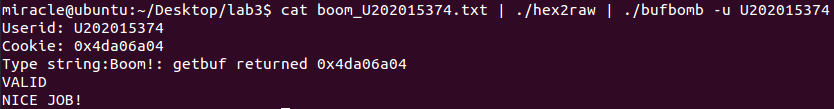 miracle@ubuntu:~/Desktop/lab3$ cat boom_U202015374.txt | ./hex2raw | ./bufbomb -u U202015374
Userid: U202015374
Cookie: 0x4da06a04
Type string:Boom!: getbuf returned 0x4da06a04
VALID
NICE JOB!